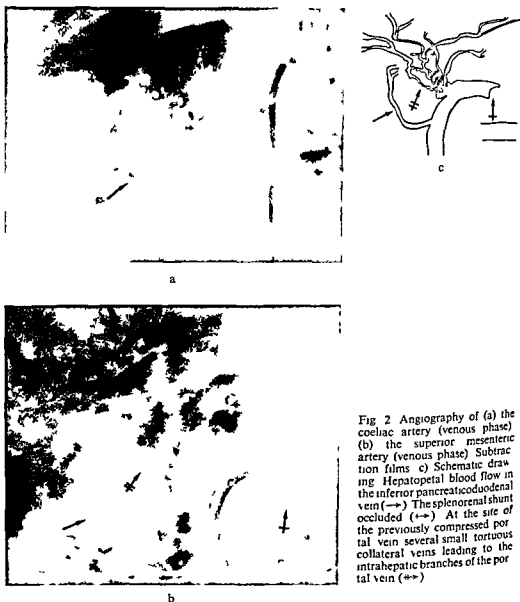 c
a
Fig 2 Angiography of (a) the
coeliac artery (venous phase)
(b) the superior mesenteric
artery (venous phase) Subtrac
tion films c) Schematic draw
ing Hepatopetal blood flow in
the inferior pancreaticoduodenal
vein (→) The splenorenal shunt
occluded (+→) At the site of
the previously compressed por
tal vein several small tortuous
collateral veins leading to the
intrahepatic branches of the por
tal vein (++→)
b